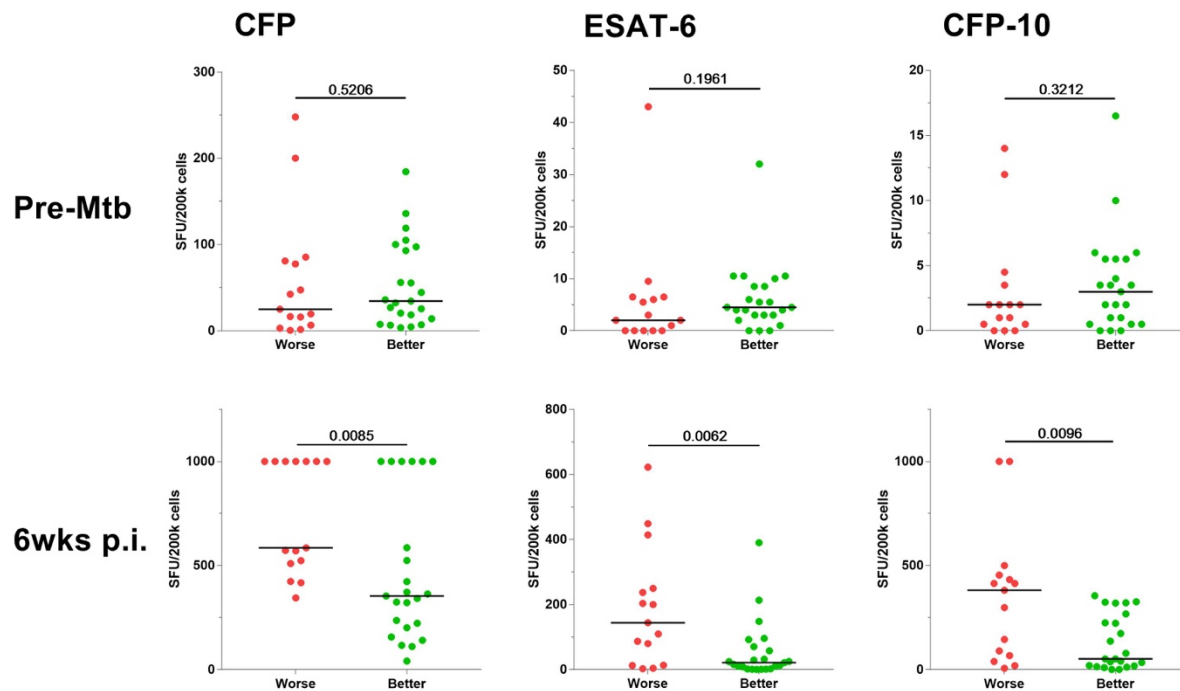 CFP
ESAT-6
CFP-10
Pre-Mtb
SFU/200k cells
300
200
100
0
0.5206
Worse
Better
SFU/200k cells
50
40
30
20
10
0
0.1961
Worse
Better
SFU/200k cells
20
15
10
5
0
0.3212
Worse
Better
6wks p.i.
SFU/200k cells
1000
500
0
0.0085
Worse
Better
SFU/200k cells
800
600
400
200
0
0.0062
Worse
Better
SFU/200k cells
1000
500
0
0.0096
Worse
Better